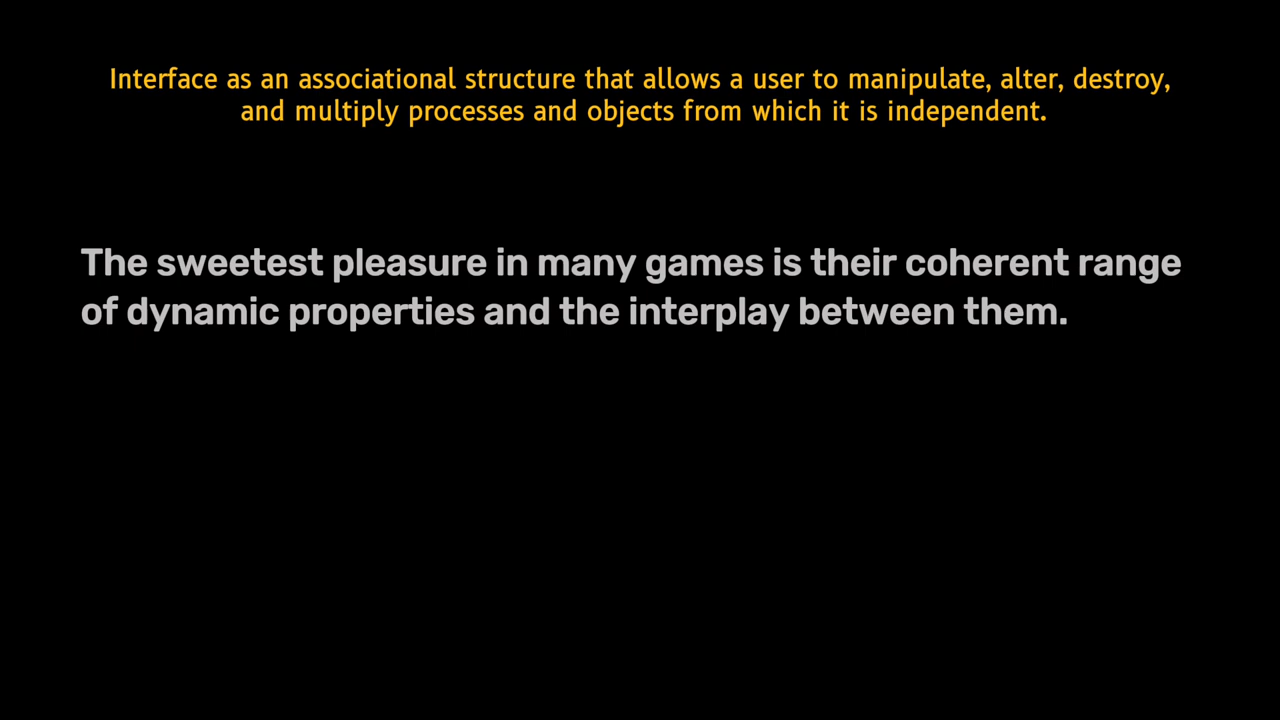 Interface as an associational structure that allows a user to manipulate, alter, destroy,
and multiply processes and objects from which it is independent.
The sweetest pleasure in many games is their coherent range
of dynamic properties and the interplay between them.